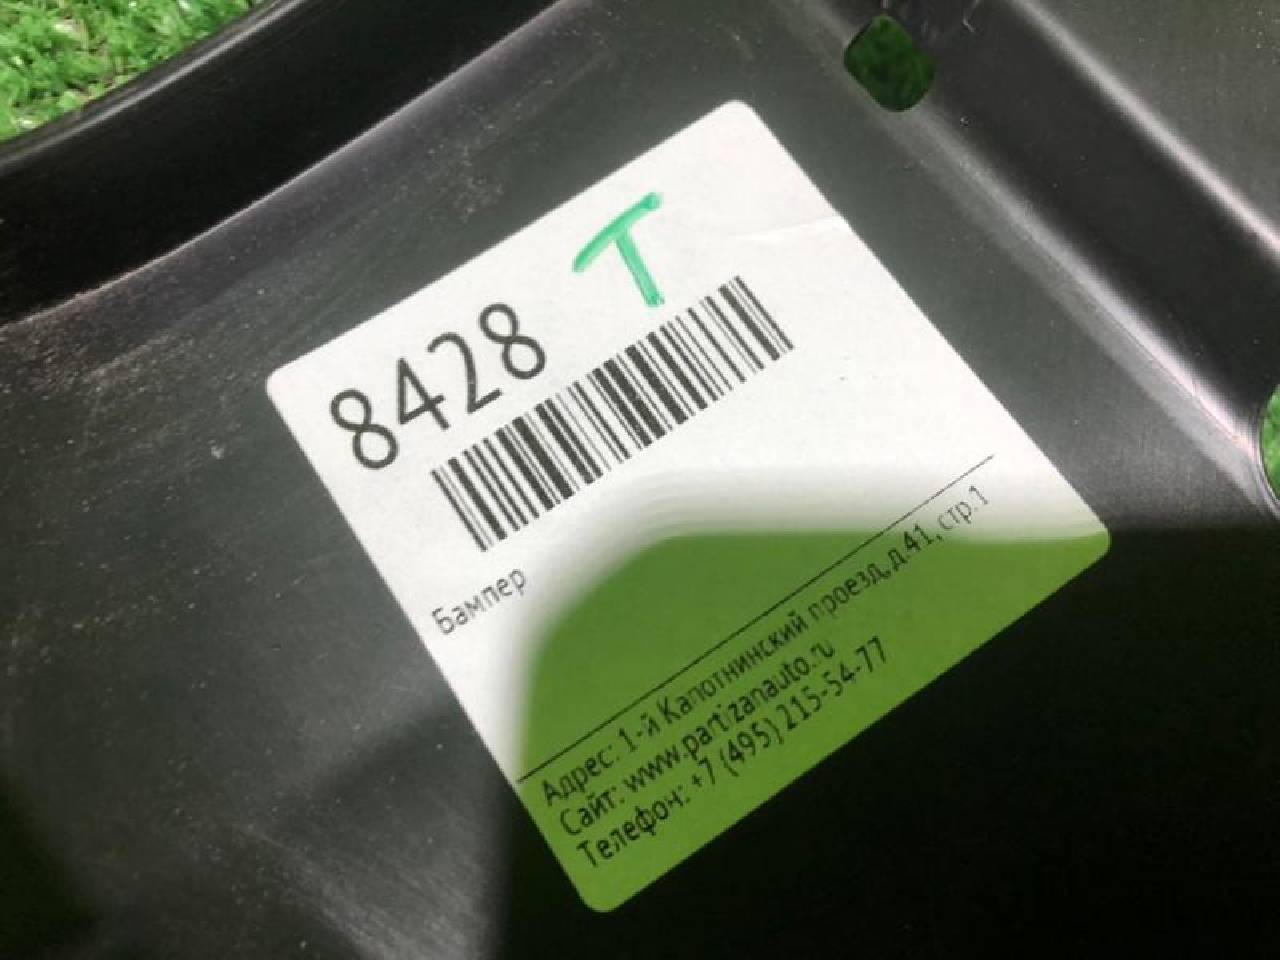 T
8428
Бампер
Адрес: 1-й Капотнинский проезд, д.41, стр.1
Сайт: www.partizanauto.ru
Телефон: +7 (495) 215-54-77